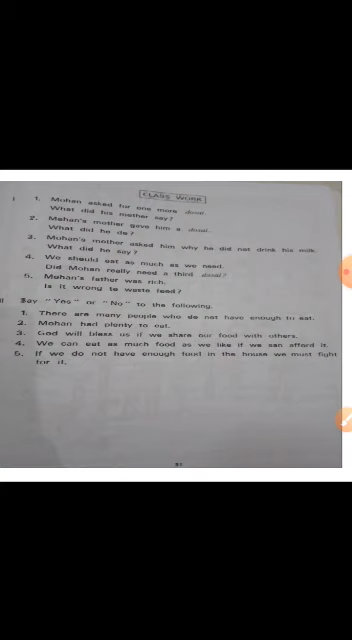 CLASS WORK
I 1. Mohan asked for one more dosai.
What did his mother say?
2. Mohan's mother gave him a dosai.
What did he do?
3. Mohan's mother asked him why he did not drink his milk.
What did he say?
4. We should eat as much as we need.
Did Mohan really need a third dosai?
5. Mohan's father was rich.
Is it wrong to waste food?
II Say "Yes" or "No" to the following.
1. There are many people who do not have enough to eat.
2. Mohan had plenty to eat.
3. God will bless us if we share our food with others.
4. We can eat as much food as we like if we can afford it.
5. If we do not have enough food in the house we must fight
for it.